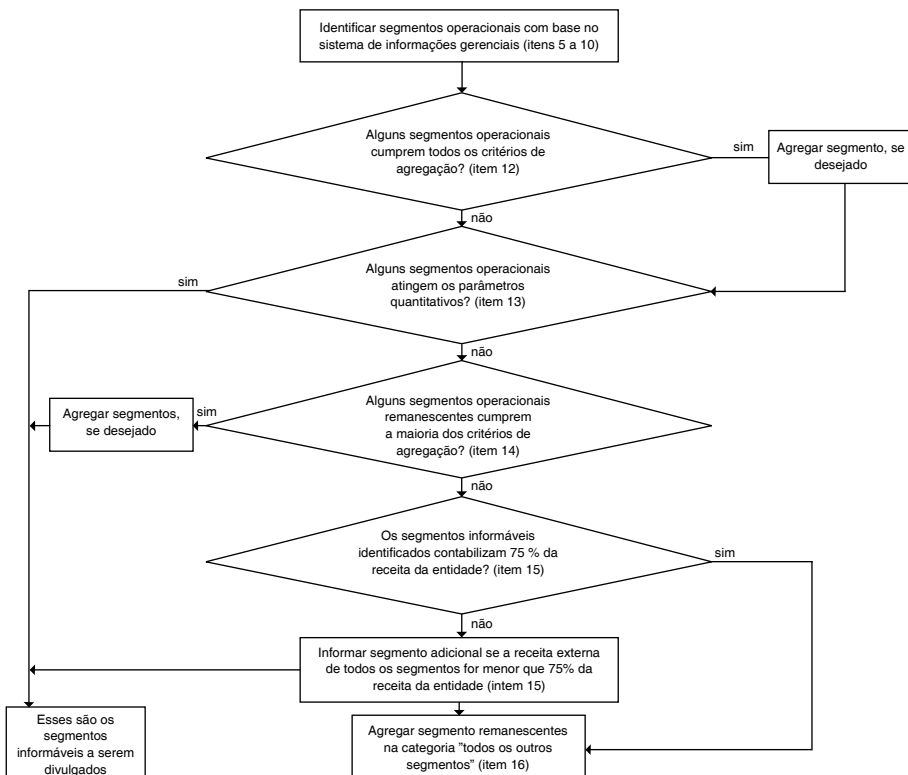 Identificar segmentos operacionais com base no
sistema de informações gerenciais (itens 5 a 10)
Alguns segmentos operacionais
cumprem todos os critérios de
agregação? (item 12)
sim
Agregar segmento, se
desejado
não
Alguns segmentos operacionais
atingem os parâmetros
quantitativos? (item 13)
sim
não
Alguns segmentos operacionais
remanescentes cumprem
a maioria dos critérios de
agregação? (item 14)
sim
Agregar segmentos,
se desejado
não
Os segmentos informáveis
identificados contabilizam 75 % da
receita da entidade? (item 15)
sim
não
Informar segmento adicional se a receita externa
de todos os segmentos for menor que 75% da
receita da entidade (intem 15)
Esses são os
segmentos
informáveis a serem
divulgados
Agregar segmento remanescentes
na categoria "todos os outros
segmentos" (item 16)